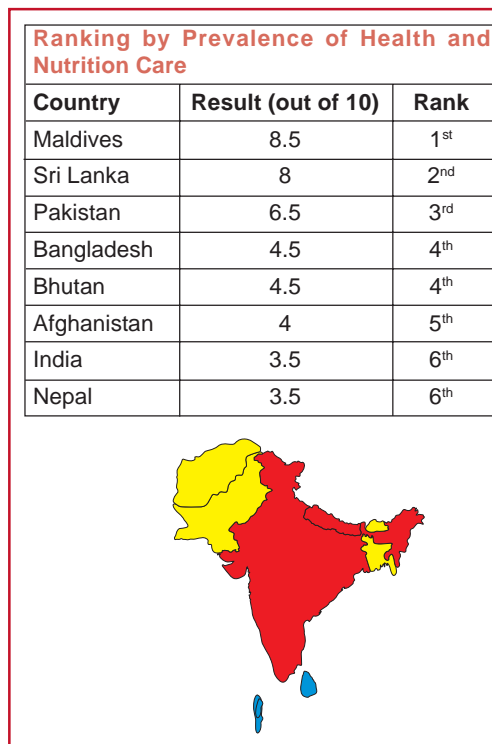 Ranking by Prevalence of Health and
Nutrition Care
Country Result (out of 10) Rank
Maldives 8.5 1st
Sri Lanka 8 2nd
Pakistan 6.5 3rd
Bangladesh 4.5 4th
Bhutan 4.5 4th
Afghanistan 4 5th
India 3.5 6th
Nepal 3.5 6th